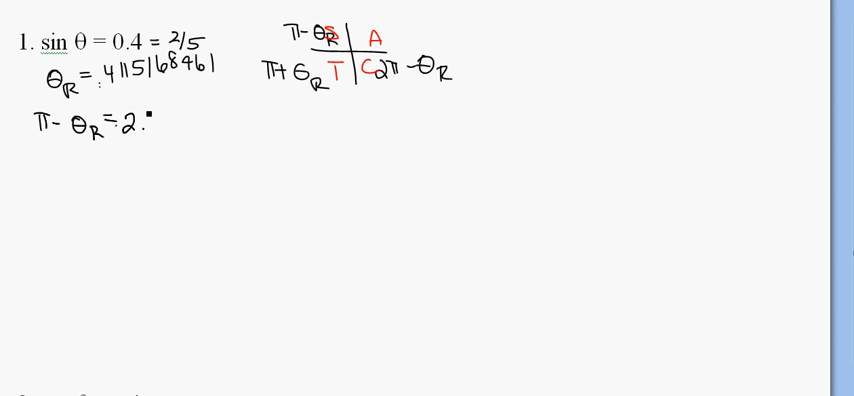 1. sin θ = 0.4 = 2/5
θR = .4115168461
π - θR = 2.
π - θR S A
π + θR T C 2π - θR